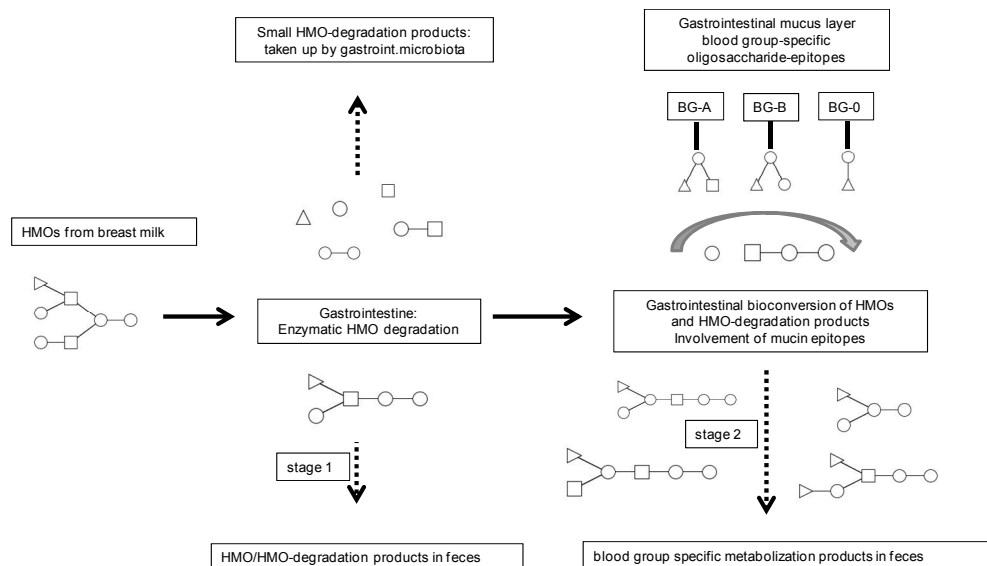 Small HMO-degradation products:
taken up by gastroint.microbiota
Gastrointestinal mucus layer
blood group-specific
oligosaccharide-epitopes
BG-A
BG-B
BG-0
HMOs from breast milk
Gastrointestine:
Enzymatic HMO degradation
Gastrointestinal bioconversion of HMOs
and HMO-degradation products
Involvement of mucin epitopes
stage 1
stage 2
HMO/HMO-degradation products in feces
blood group specific metabolization products in feces